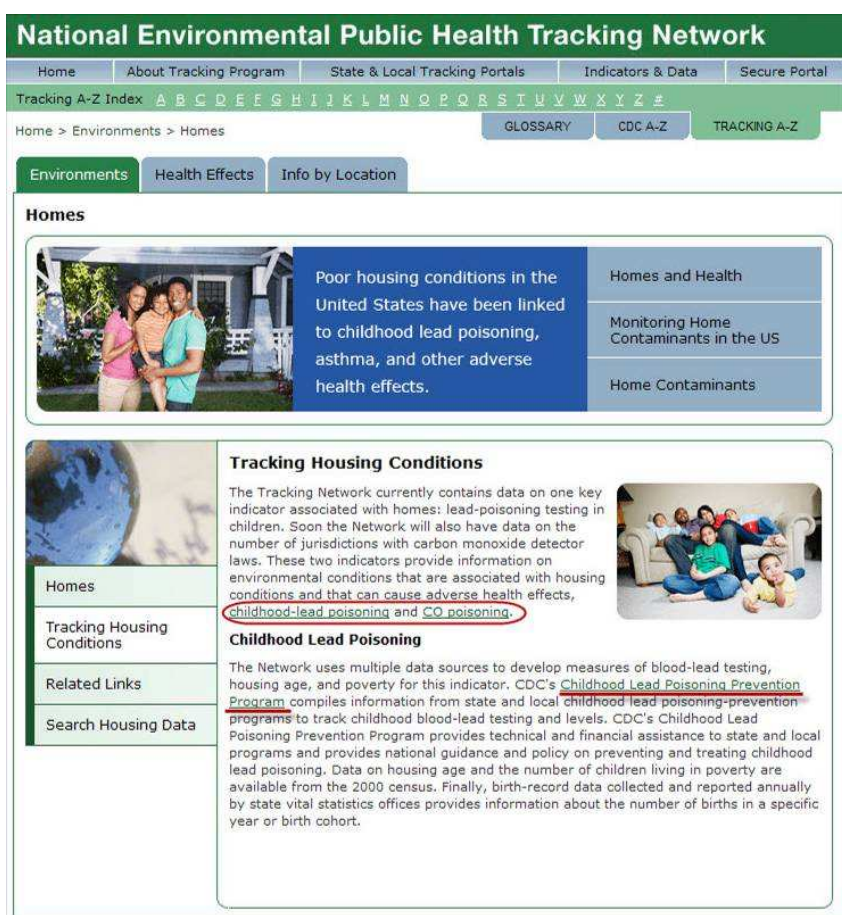 National Environmental Public Health Tracking Network
Home About Tracking Program State & Local Tracking Portals Indicators & Data Secure Portal
Tracking A-Z Index A B C D E F G H I J K L M N O P Q R S T U V W X Y Z #
Home > Environments > Homes
GLOSSARY CDC A-Z TRACKING A-Z
Environments Health Effects Info by Location
Homes
Poor housing conditions in the
United States have been linked
to childhood lead poisoning,
asthma, and other adverse
health effects.
Homes and Health
Monitoring Home
Contaminants in the US
Home Contaminants
Homes
Tracking Housing
Conditions
Related Links
Search Housing Data
Tracking Housing Conditions
The Tracking Network currently contains data on one key
indicator associated with homes: lead-poisoning testing in
children. Soon the Network will also have data on the
number of jurisdictions with carbon monoxide detector
laws. These two indicators provide information on
environmental conditions that are associated with housing
conditions and that can cause adverse health effects,
childhood-lead poisoning and CO poisoning.
Childhood Lead Poisoning
The Network uses multiple data sources to develop measures of blood-lead testing,
housing age, and poverty for this indicator. CDC's Childhood Lead Poisoning Prevention
Program compiles information from state and local childhood lead poisoning-prevention
programs to track childhood blood-lead testing and levels. CDC's Childhood Lead
Poisoning Prevention Program provides technical and financial assistance to state and local
programs and provides national guidance and policy on preventing and treating childhood
lead poisoning. Data on housing age and the number of children living in poverty are
available from the 2000 census. Finally, birth-record data collected and reported annually
by state vital statistics offices provides information about the number of births in a specific
year or birth cohort.